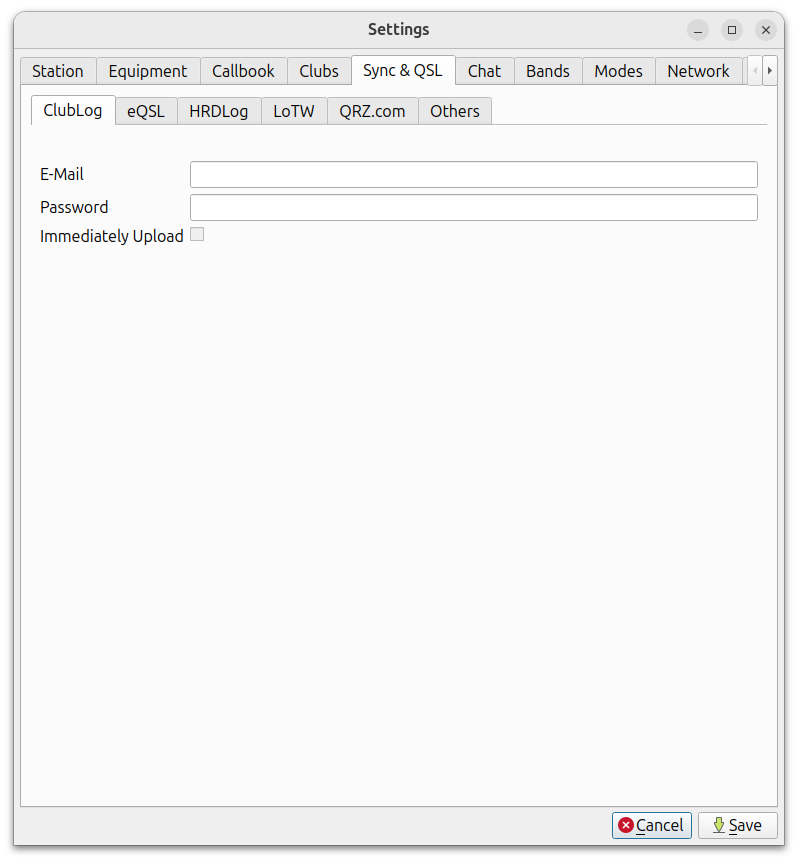 Settings
Station Equipment Callbook Clubs Sync & QSL Chat Bands Modes Network
ClubLog eQSL HRDLog LoTW QRZ.com Others
E-Mail
Password
Immediately Upload
Cancel Save